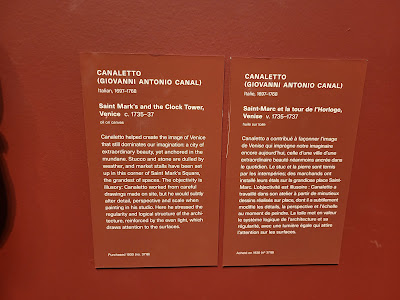 CANALETTO
(GIOVANNI ANTONIO CANAL)
Italian, 1697-1768
Saint Mark's and the Clock Tower,
Venice c. 1735-37
oil on canvas
Canaletto helped create the image of Venice
that still dominates our imagination: a city of
extraordinary beauty, yet anchored in the
mundane. Stucco and stone are dulled by
weather, and market stalls have been set
up in this corner of Saint Mark's Square,
the grandest of spaces. The objectivity is
illusory: Canaletto worked from careful
drawings made on site, but he would subtly
alter detail, perspective and scale when
painting in his studio. Here he stressed the
regularity and logical structure of the archi-
tecture, reinforced by the even light, which
draws attention to the surfaces.
Purchased 1938 (no.
CANALETTO
(GIOVANNI ANTONIO CANAL)
Italie, 1697-1768
Saint-Marc et la tour de l'Horloge,
Venise v. 1735-1737
huile sur toile
Canaletto a contribué à façonner l'image
de Venise qui imprègne notre imaginaire
encore aujourd'hui, celle d'une ville d'une
extraordinaire beauté néanmoins ancrée dans
le quotidien. Le stuc et la pierre sont ternis
par les intempéries; des marchands ont
installé leurs étals sur la grandiose place Saint-
Marc. L'objectivité est illusoire : Canaletto a
travaillé dans son atelier à partir de minutieux
dessins réalisés sur place, dont il a subtilement
modifié les détails, la perspective et l'échelle
au moment de peindre. La toile met en valeur
le système logique de l'architecture et sa
régularité, avec une lumière égale qui attire
l'attention sur les surfaces.
Acheté en 1938 (nº